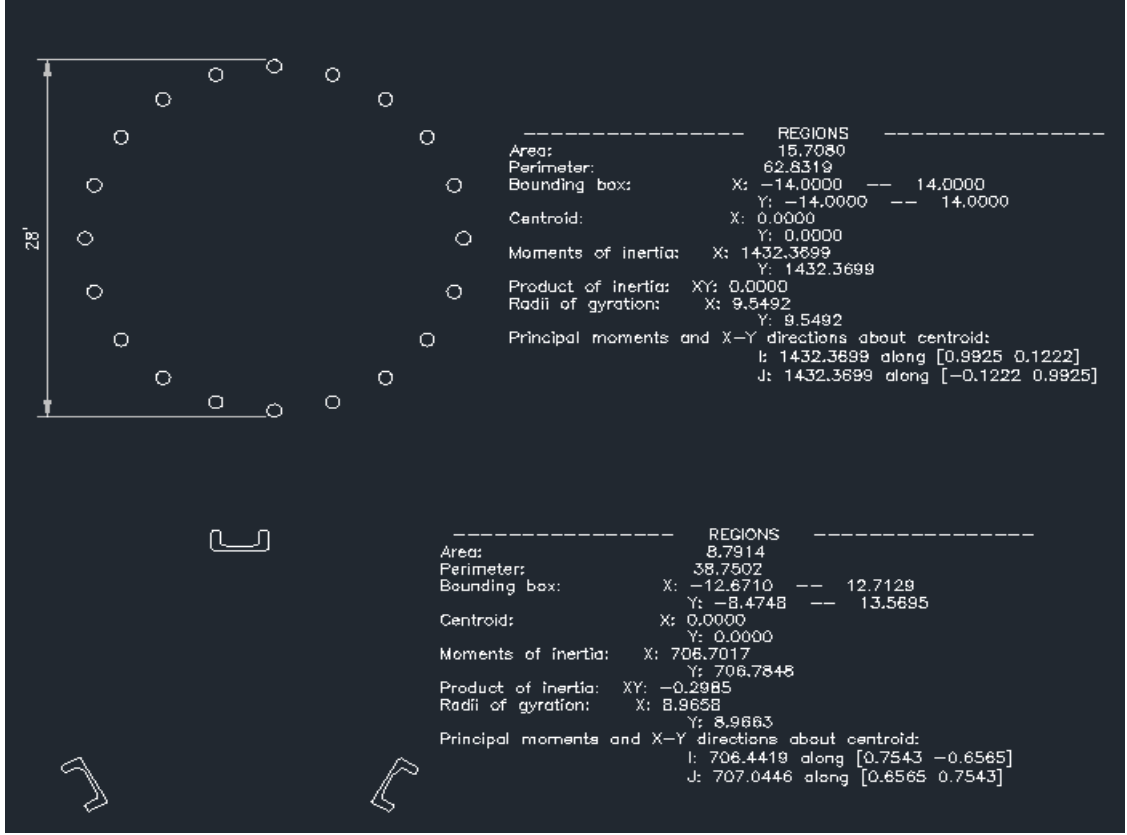 28'
---------------- REGIONS ----------------
Area: 15.7080
Perimeter: 62.8319
Bounding box: X: -14.0000 -- 14.0000
Y: -14.0000 -- 14.0000
Centroid: X: 0.0000
Y: 0.0000
Moments of inertia: X: 1432.3699
Y: 1432.3699
Product of inertia: XY: 0.0000
Radii of gyration: X: 9.5492
Y: 9.5492
Principal moments and X-Y directions about centroid:
I: 1432.3699 along [0.9925 0.1222]
J: 1432.3699 along [-0.1222 0.9925]
---------------- REGIONS ----------------
Area: 8.7914
Perimeter: 38.7502
Bounding box: X: -12.6710 -- 12.7129
Y: -8.4748 -- 13.5695
Centroid: X: 0.0000
Y: 0.0000
Moments of inertia: X: 706.7017
Y: 706.7848
Product of inertia: XY: -0.2985
Radii of gyration: X: 8.9658
Y: 8.9663
Principal moments and X-Y directions about centroid:
I: 706.4419 along [0.7543 -0.6565]
J: 707.0446 along [0.6565 0.7543]